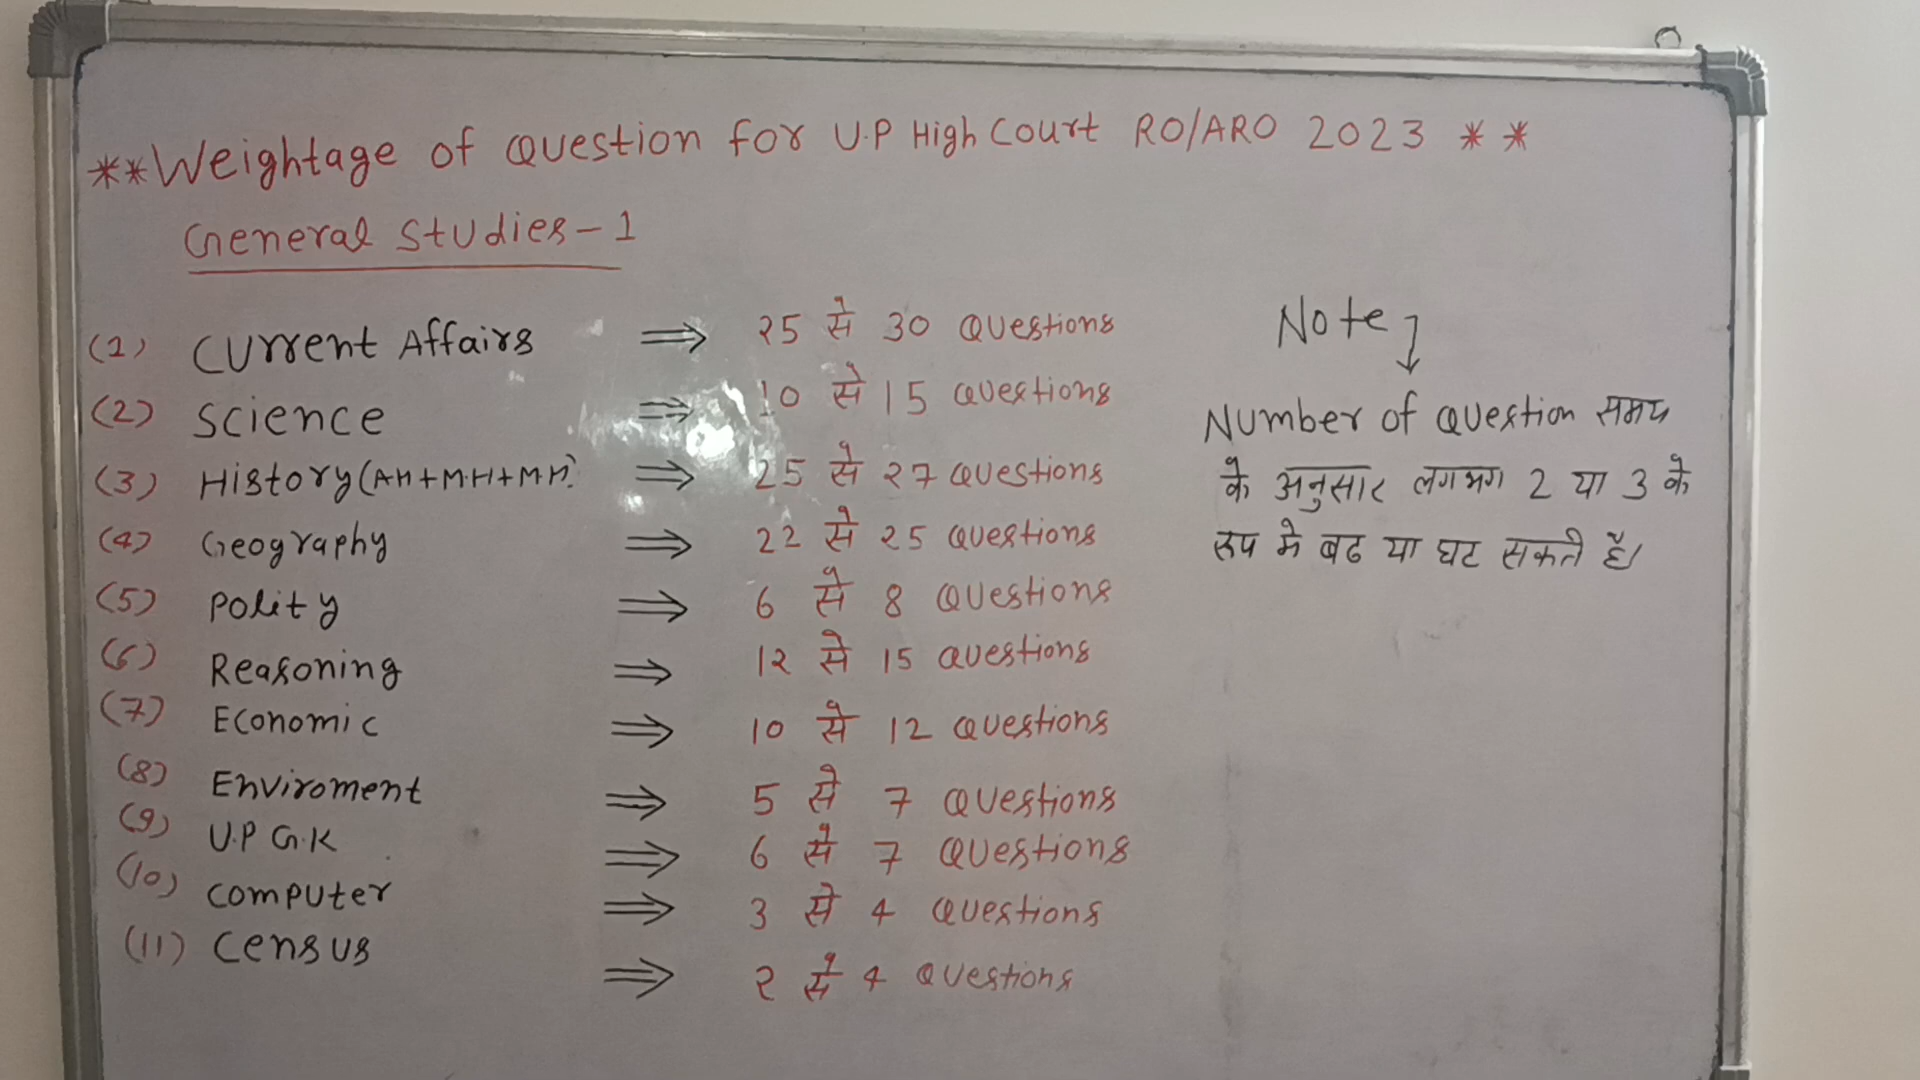 **Weightage of Question for U.P High Court RO/ARO 2023 **
General Studies-1
(1) Current Affairs ⇒ 25 से 30 Questions
(2) Science ⇒ 10 से 15 Questions
(3) History (A.H+M.H+M.H) ⇒ 25 से 27 Questions
(4) Geography ⇒ 22 से 25 Questions
(5) Polity ⇒ 6 से 8 Questions
(6) Reasoning ⇒ 12 से 15 Questions
(7) Economic ⇒ 10 से 12 Questions
(8) Enviroment ⇒ 5 से 7 Questions
(9) U.P G.K ⇒ 6 से 7 Questions
(10) Computer ⇒ 3 से 4 Questions
(11) Census ⇒ 2 से 4 Questions
Note
Number of Question समय
के अनुसार लगभग 2 या 3 के
रूप मे बढ या घट सकती है।